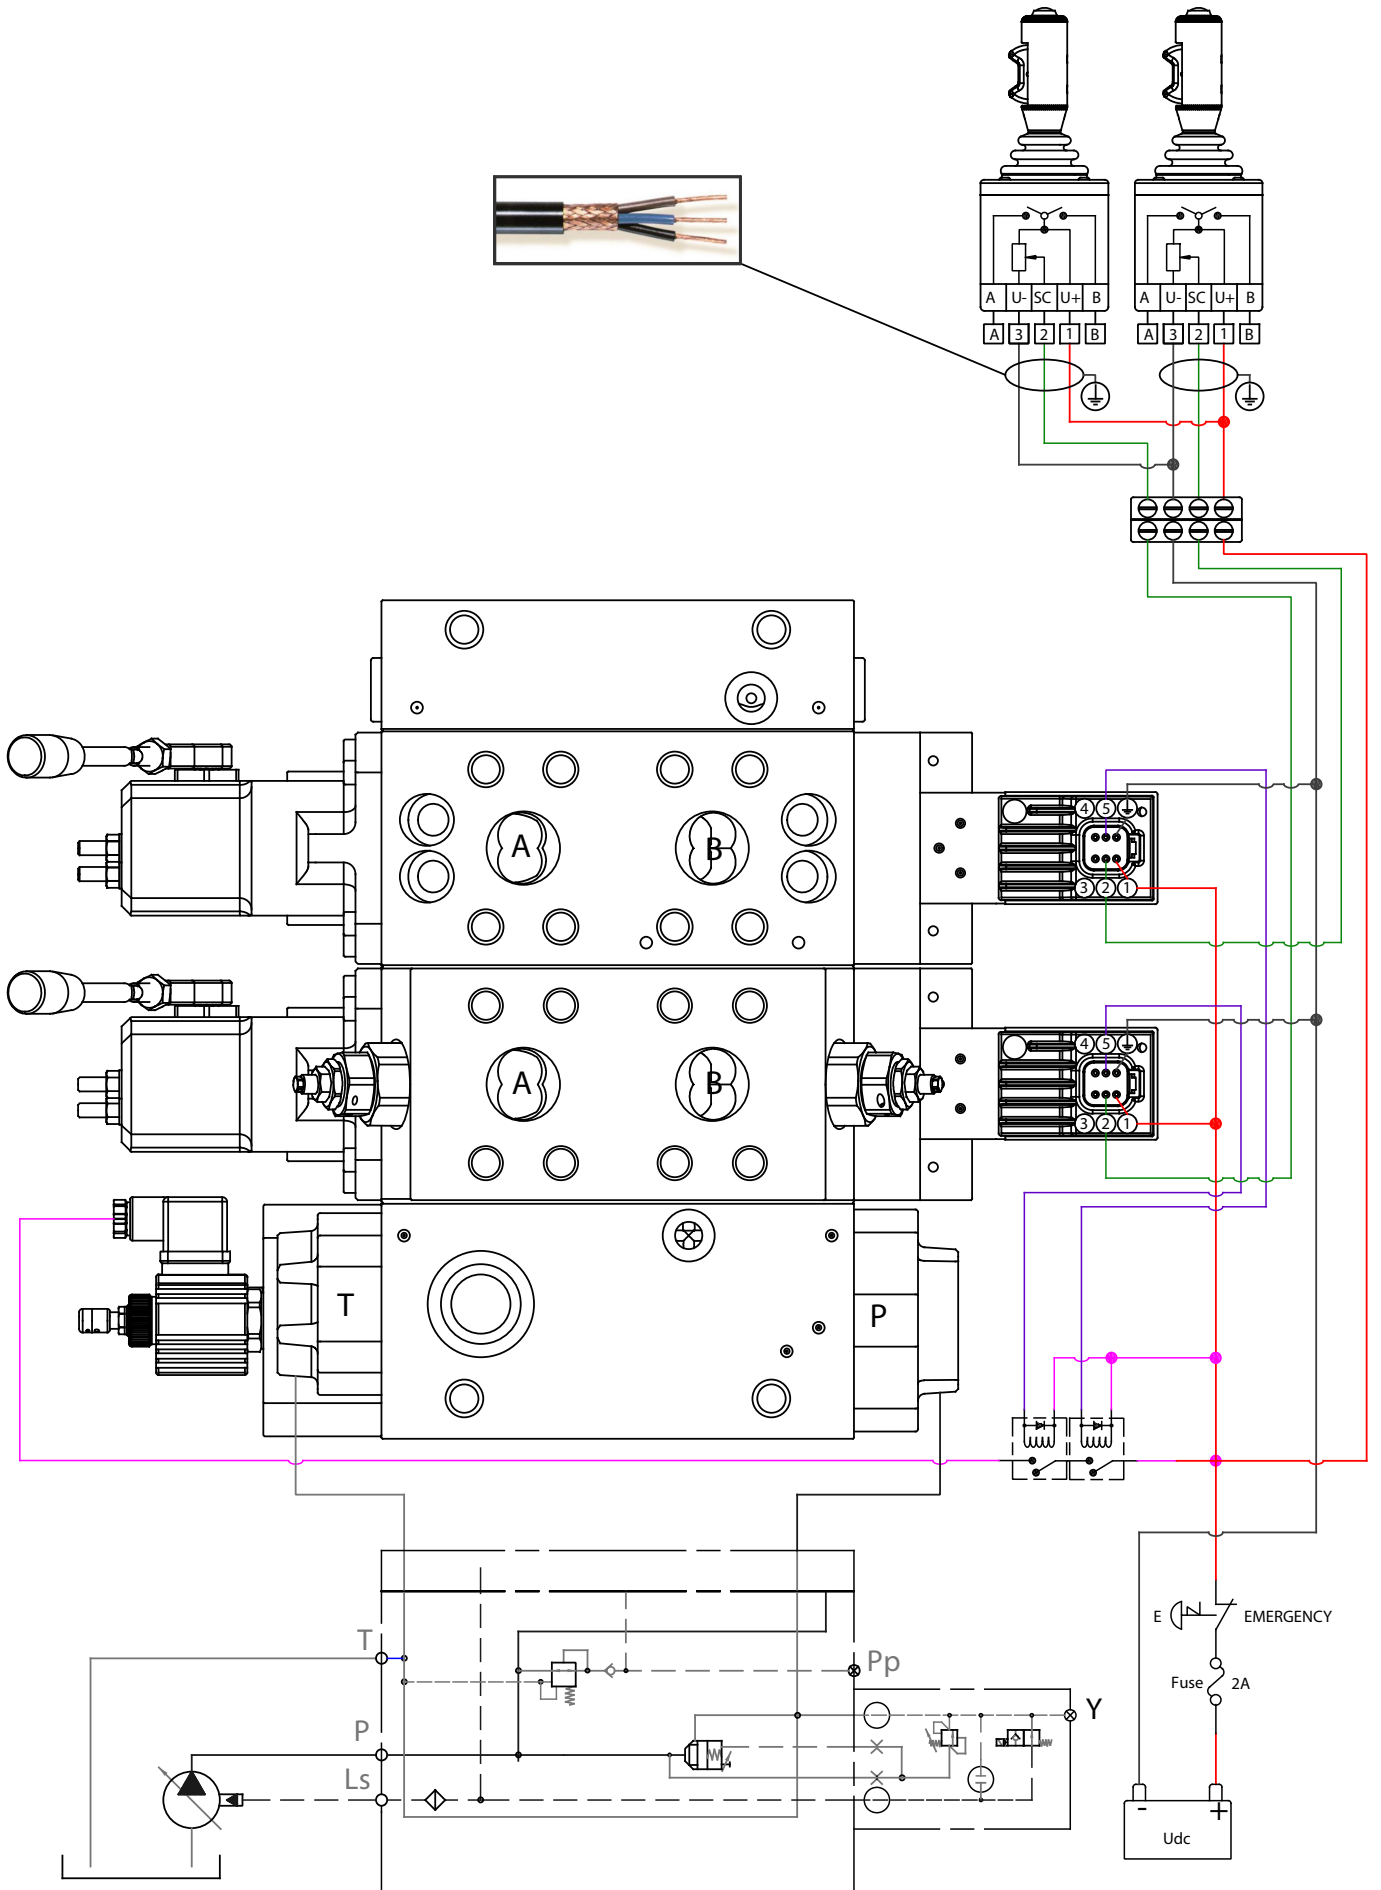 A U- SC U+ B
A U- SC U+ B
A 3 2 1 B
A 3 2 1 B
4 5
A B
3 2 1
4 5
A B
3 2 1
T
P
E EMERGENCY
T
Pp
Fuse 2A
Y
P
Ls
- +
Udc